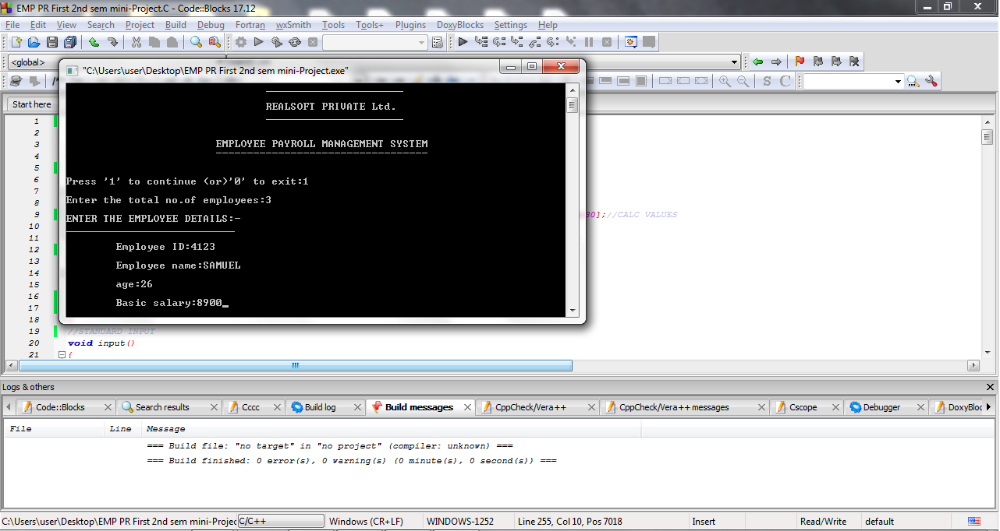 EMP PR First 2nd sem mini-Project.C - Code::Blocks 17.12
File Edit View Search Project Build Debug Fortran wxSmith Tools Tools+ Plugins DoxyBlocks Settings Help
<global>
"C:\Users\user\Desktop\EMP PR First 2nd sem mini-Project.exe"
REALSOFT PRIVATE Ltd.
EMPLOYEE PAYROLL MANAGEMENT SYSTEM
Press '1' to continue (or)'0' to exit:1
Enter the total no.of employees:3
ENTER THE EMPLOYEE DETAILS:-
Employee ID:4123
Employee name:SAMUEL
age:26
Basic salary:8900
S C
Start here
1
2
3
4
5
6
7
8
9 30];//CALC VALUES
10
11
12
13
14
15
16
17
18
19 //STANDARD INPUT
20 void input()
21 {
Logs & others
Code::Blocks Search results Cccc Build log Build messages CppCheck/Vera++ CppCheck/Vera++ messages Cscope Debugger DoxyBloc
File Line Message
=== Build file: "no target" in "no project" (compiler: unknown) ===
=== Build finished: 0 error(s), 0 warning(s) (0 minute(s), 0 second(s)) ===
C:\Users\user\Desktop\EMP PR First 2nd sem mini-Projec C/C++ Windows (CR+LF) WINDOWS-1252 Line 255, Col 10, Pos 7018 Insert Read/Write default